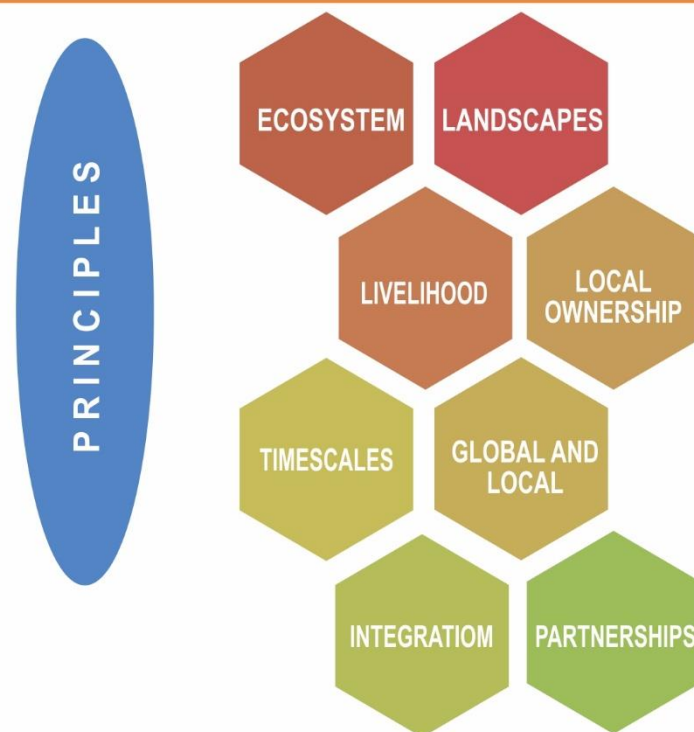 PRINCIPLES
ECOSYSTEM
LANDSCAPES
LIVELIHOOD
LOCAL
OWNERSHIP
TIMESCALES
GLOBAL AND
LOCAL
INTEGRATIOM
PARTNERSHIPS